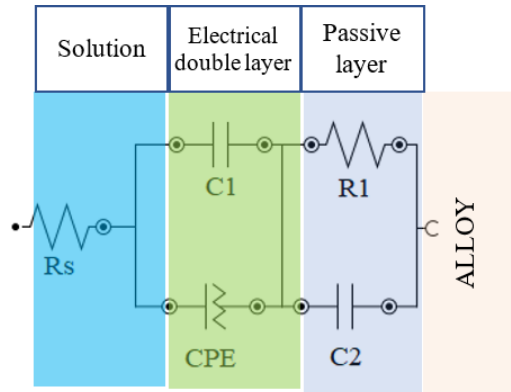 Solution
Electrical
double layer
Passive
layer
C1
R1
Rs
CPE
C2
ALLOY